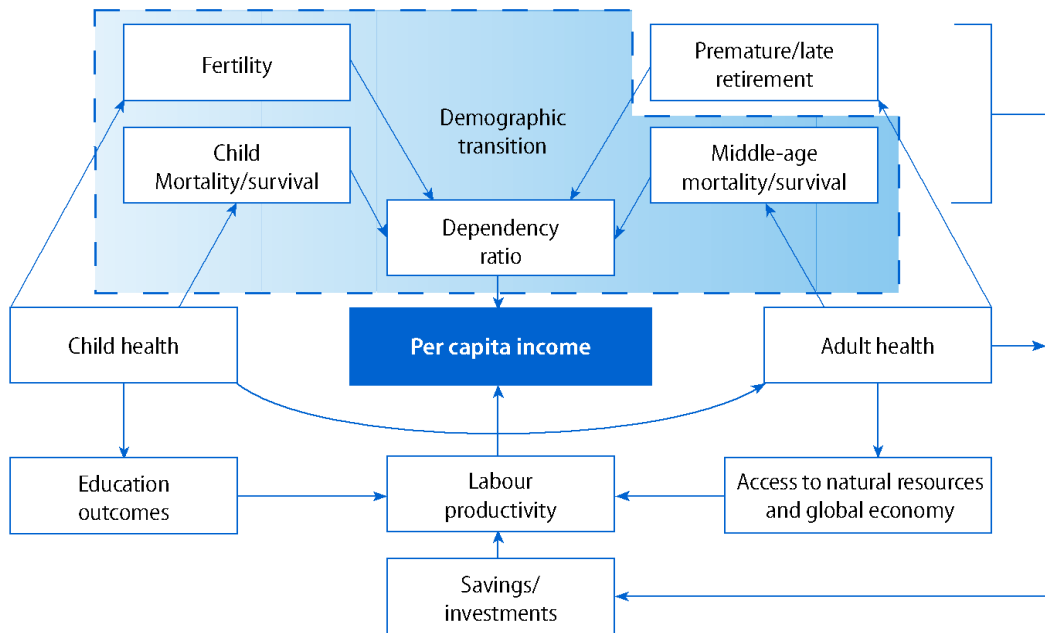 Fertility
Premature/late
retirement
Demographic
transition
Child
Mortality/survival
Middle-age
mortality/survival
Dependency
ratio
Child health
Per capita income
Adult health
Education
outcomes
Labour
productivity
Access to natural resources
and global economy
Savings/
investments